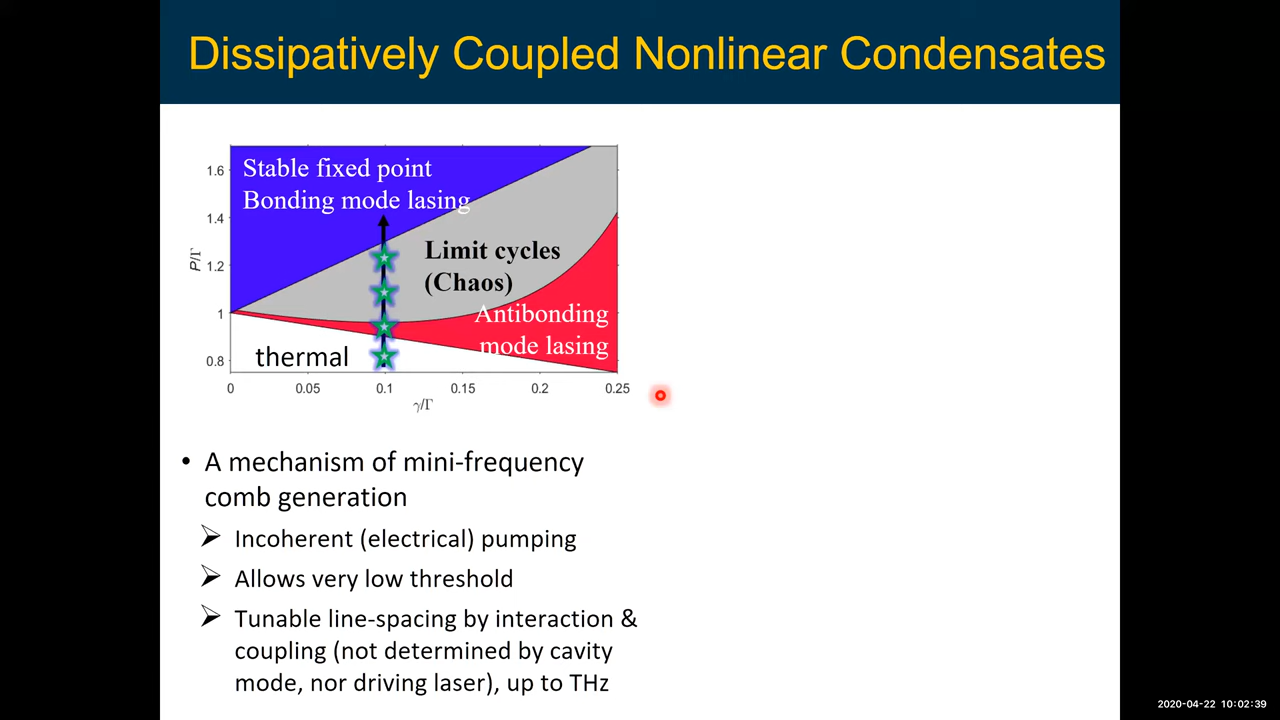 Dissipatively Coupled Nonlinear Condensates
Stable fixed point
Bonding mode lasing
Limit cycles
(Chaos)
Antibonding
mode lasing
thermal
P/Γ
1.6
1.4
1.2
1
0.8
0
0.05
0.1
0.15
0.2
0.25
γ/Γ
• A mechanism of mini-frequency
comb generation
➢ Incoherent (electrical) pumping
➢ Allows very low threshold
➢ Tunable line-spacing by interaction &
coupling (not determined by cavity
mode, nor driving laser), up to THz
2020-04-22 10:02:39